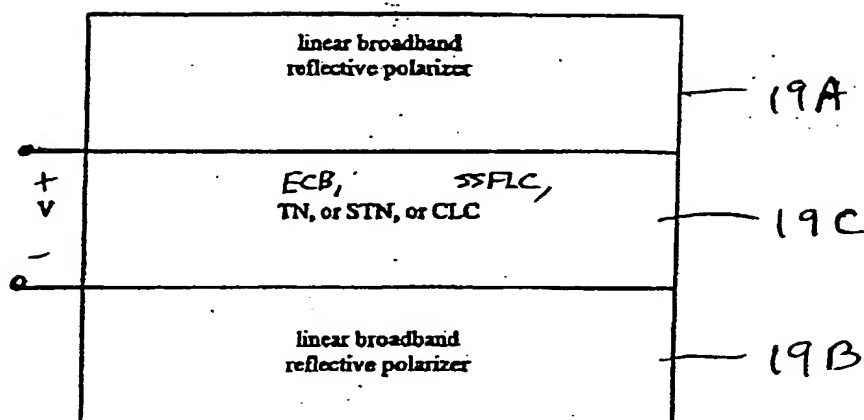 linear broadband
reflective polarizer
19A
+
V
-
ECB, SSFLC,
TN, or STN, or CLC
19C
linear broadband
reflective polarizer
19B